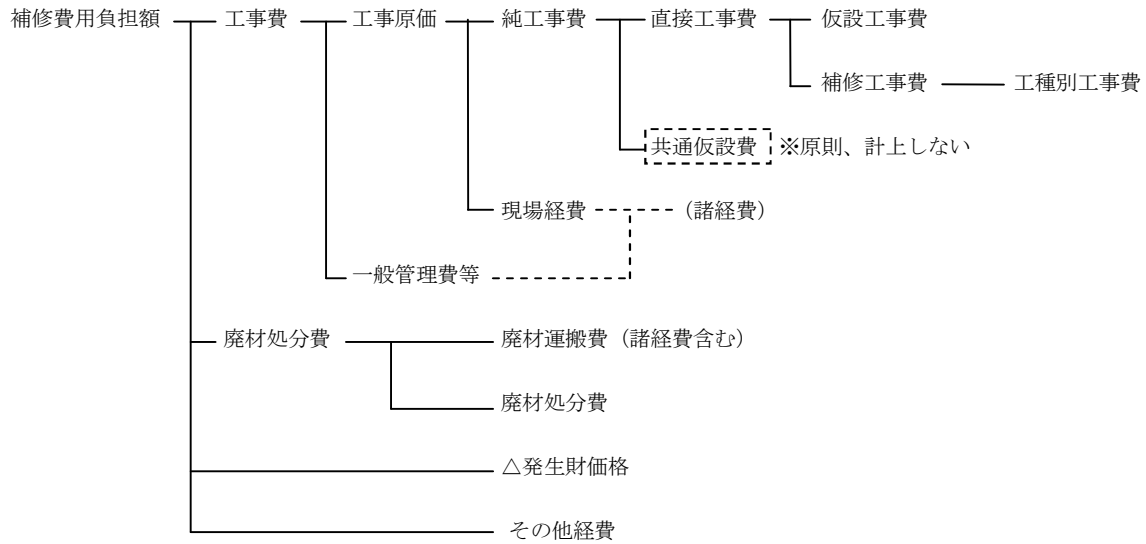 補修費用負担額 工事費 工事原価 純工事費 直接工事費 仮設工事費
補修工事費 工種別工事費
共通仮設費 ※原則、計上しない
現場経費 (諸経費)
一般管理費等
廃材処分費 廃材運搬費（諸経費含む）
廃材処分費
△発生財価格
その他経費